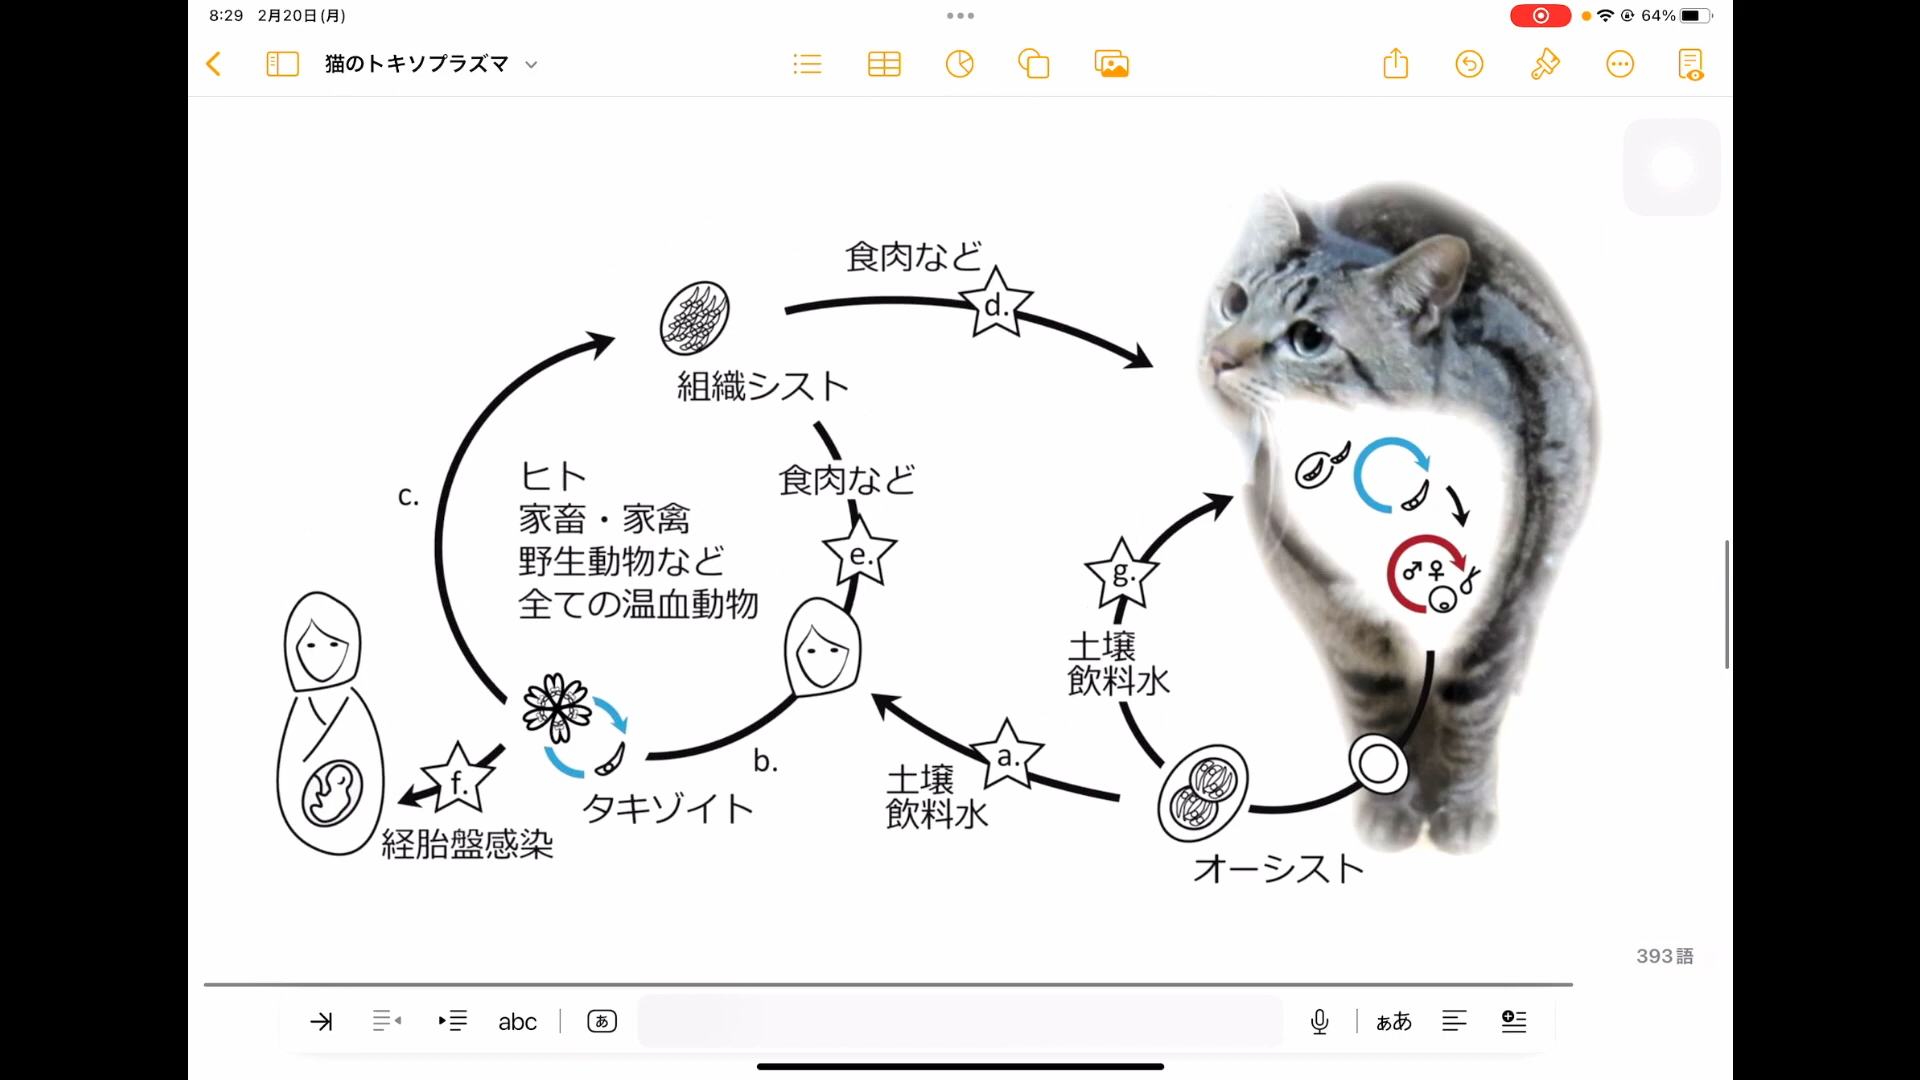 8:29 2月20日(月)
64%
猫のトキソプラズマ
食肉など
d.
組織シスト
c.
ヒト
家畜・家禽
野生動物など
全ての温血動物
食肉など
e.
g.
土壌
飲料水
♂♀
b.
a.
土壌
飲料水
f.
タキゾイト
経胎盤感染
オーシスト
393語
abc
あ
ぁあ